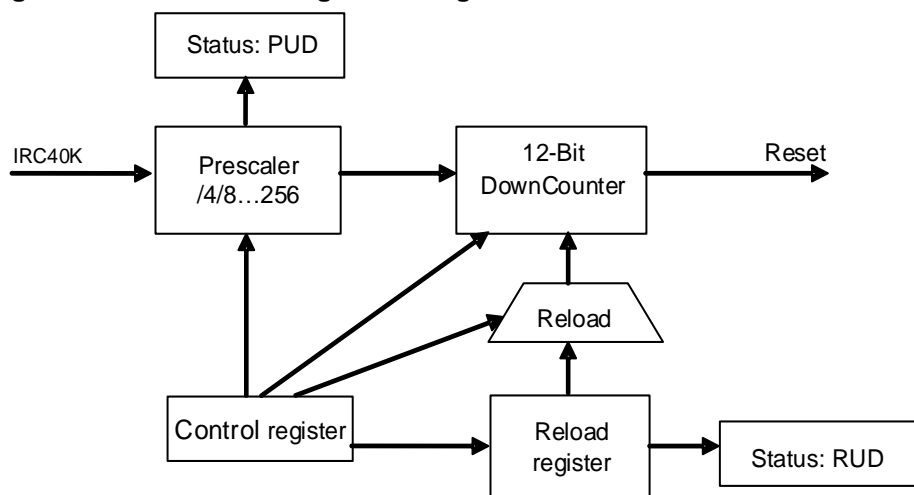 Status: PUD
IRC40K
Prescaler
/4/8…256
12-Bit
DownCounter
Reset
Reload
Control register
Reload
register
Status: RUD